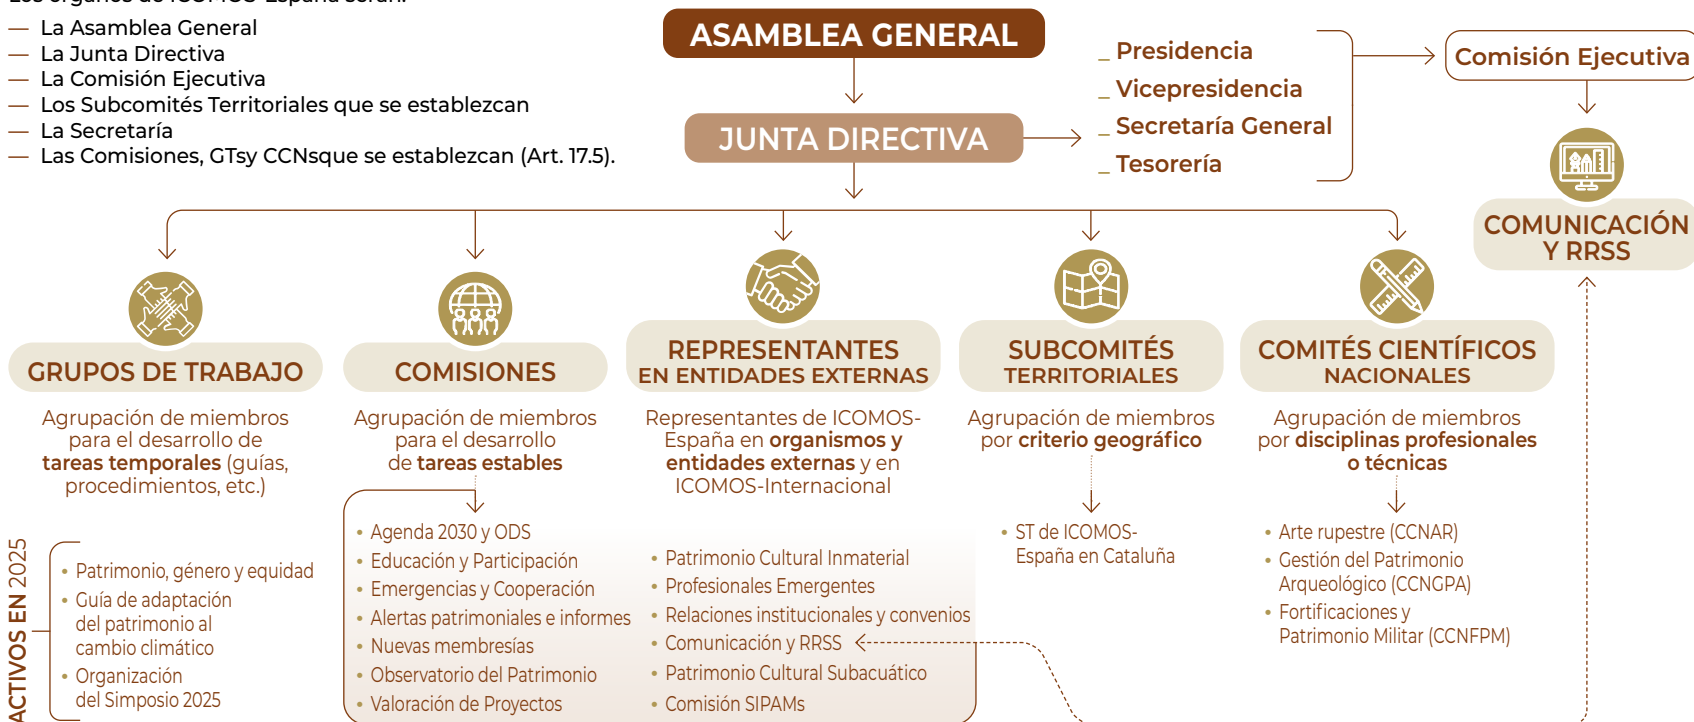 — La Asamblea General
— La Junta Directiva
— La Comisión Ejecutiva
— Los Subcomités Territoriales que se establezcan
— La Secretaría
— Las Comisiones, GTsy CCNsque se establezcan (Art. 17.5).
ASAMBLEA GENERAL
JUNTA DIRECTIVA
_ Presidencia
_ Vicepresidencia
_ Secretaría General
_ Tesorería
Comisión Ejecutiva
COMUNICACIÓN
Y RRSS
GRUPOS DE TRABAJO
Agrupación de miembros
para el desarrollo de
tareas temporales (guías,
procedimientos, etc.)
ACTIVOS EN 2025
• Patrimonio, género y equidad
• Guía de adaptación
del patrimonio al
cambio climático
• Organización
del Simposio 2025
COMISIONES
Agrupación de miembros
para el desarrollo
de tareas estables
• Agenda 2030 y ODS
• Educación y Participación
• Emergencias y Cooperación
• Alertas patrimoniales e informes
• Nuevas membresías
• Observatorio del Patrimonio
• Valoración de Proyectos
• Patrimonio Cultural Inmaterial
• Profesionales Emergentes
• Relaciones institucionales y convenios
• Comunicación y RRSS
• Patrimonio Cultural Subacuático
• Comisión SIPAMs
REPRESENTANTES
EN ENTIDADES EXTERNAS
Representantes de ICOMOS-
España en organismos y
entidades externas y en
ICOMOS-Internacional
SUBCOMITÉS
TERRITORIALES
Agrupación de miembros
por criterio geográfico
• ST de ICOMOS-
España en Cataluña
COMITÉS CIENTÍFICOS
NACIONALES
Agrupación de miembros
por disciplinas profesionales
o técnicas
• Arte rupestre (CCNAR)
• Gestión del Patrimonio
Arqueológico (CCNGPA)
• Fortificaciones y
Patrimonio Militar (CCNFPM)